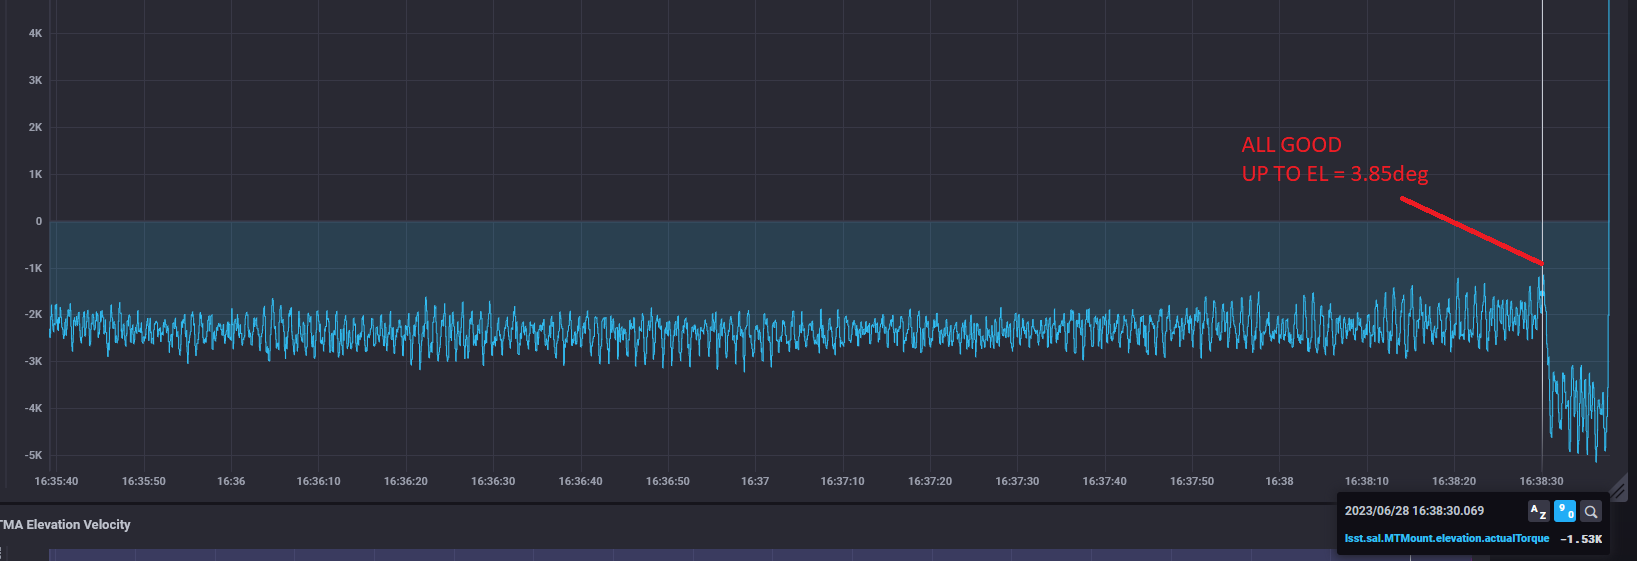 4K
3K
2K
1K
0
-1K
-2K
-3K
-4K
-5K
ALL GOOD
UP TO EL = 3.85deg
16:35:40 16:35:50 16:36 16:36:10 16:36:20 16:36:30 16:36:40 16:36:50 16:37 16:37:10 16:37:20 16:37:30 16:37:40 16:37:50 16:38 16:38:10 16:38:20 16:38:30
TMA Elevation Velocity
2023/06/28 16:38:30.069
AZ
90
lsst.sal.MTMount.elevation.actualTorque -1.53K